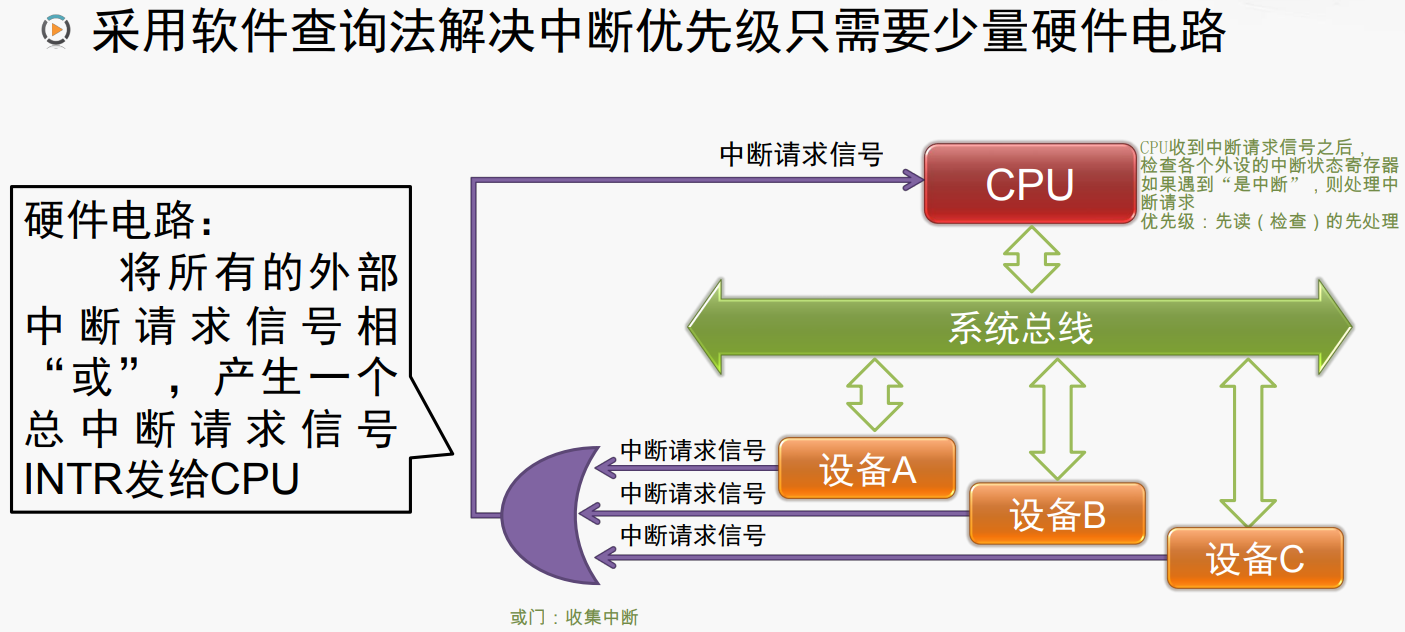 采用软件查询法解决中断优先级只需要少量硬件电路
中断请求信号
CPU
CPU收到中断请求信号之后，
检查各个外设的中断状态寄存器
如果遇到“是中断”，则处理中
断请求
优先级：先读（检查）的先处理
硬件电路:
将所有的外部
中断请求信号相
“或”，产生一个
总中断请求信号
INTR发给CPU
系统总线
中断请求信号
设备A
中断请求信号
设备B
中断请求信号
设备C
或门：收集中断